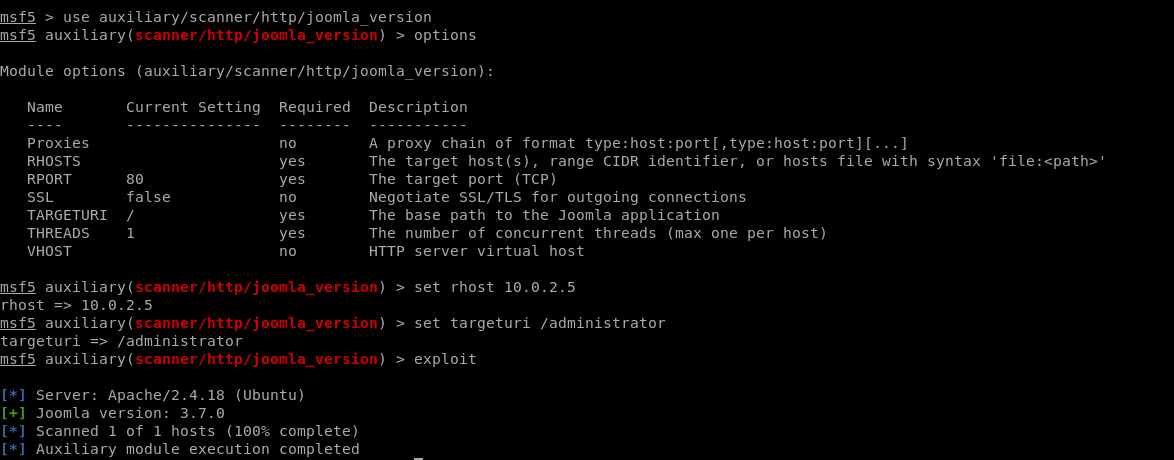 msf5 > use auxiliary/scanner/http/joomla_version
msf5 auxiliary(scanner/http/joomla_version) > options
Module options (auxiliary/scanner/http/joomla_version):
Name Current Setting Required Description
---- --------------- -------- -----------
Proxies no A proxy chain of format type:host:port[,type:host:port][...]
RHOSTS yes The target host(s), range CIDR identifier, or hosts file with syntax 'file:<path>'
RPORT 80 yes The target port (TCP)
SSL false no Negotiate SSL/TLS for outgoing connections
TARGETURI / yes The base path to the Joomla application
THREADS 1 yes The number of concurrent threads (max one per host)
VHOST no HTTP server virtual host
msf5 auxiliary(scanner/http/joomla_version) > set rhost 10.0.2.5
rhost => 10.0.2.5
msf5 auxiliary(scanner/http/joomla_version) > set targeturi /administrator
targeturi => /administrator
msf5 auxiliary(scanner/http/joomla_version) > exploit
[*] Server: Apache/2.4.18 (Ubuntu)
[+] Joomla version: 3.7.0
[*] Scanned 1 of 1 hosts (100% complete)
[*] Auxiliary module execution completed